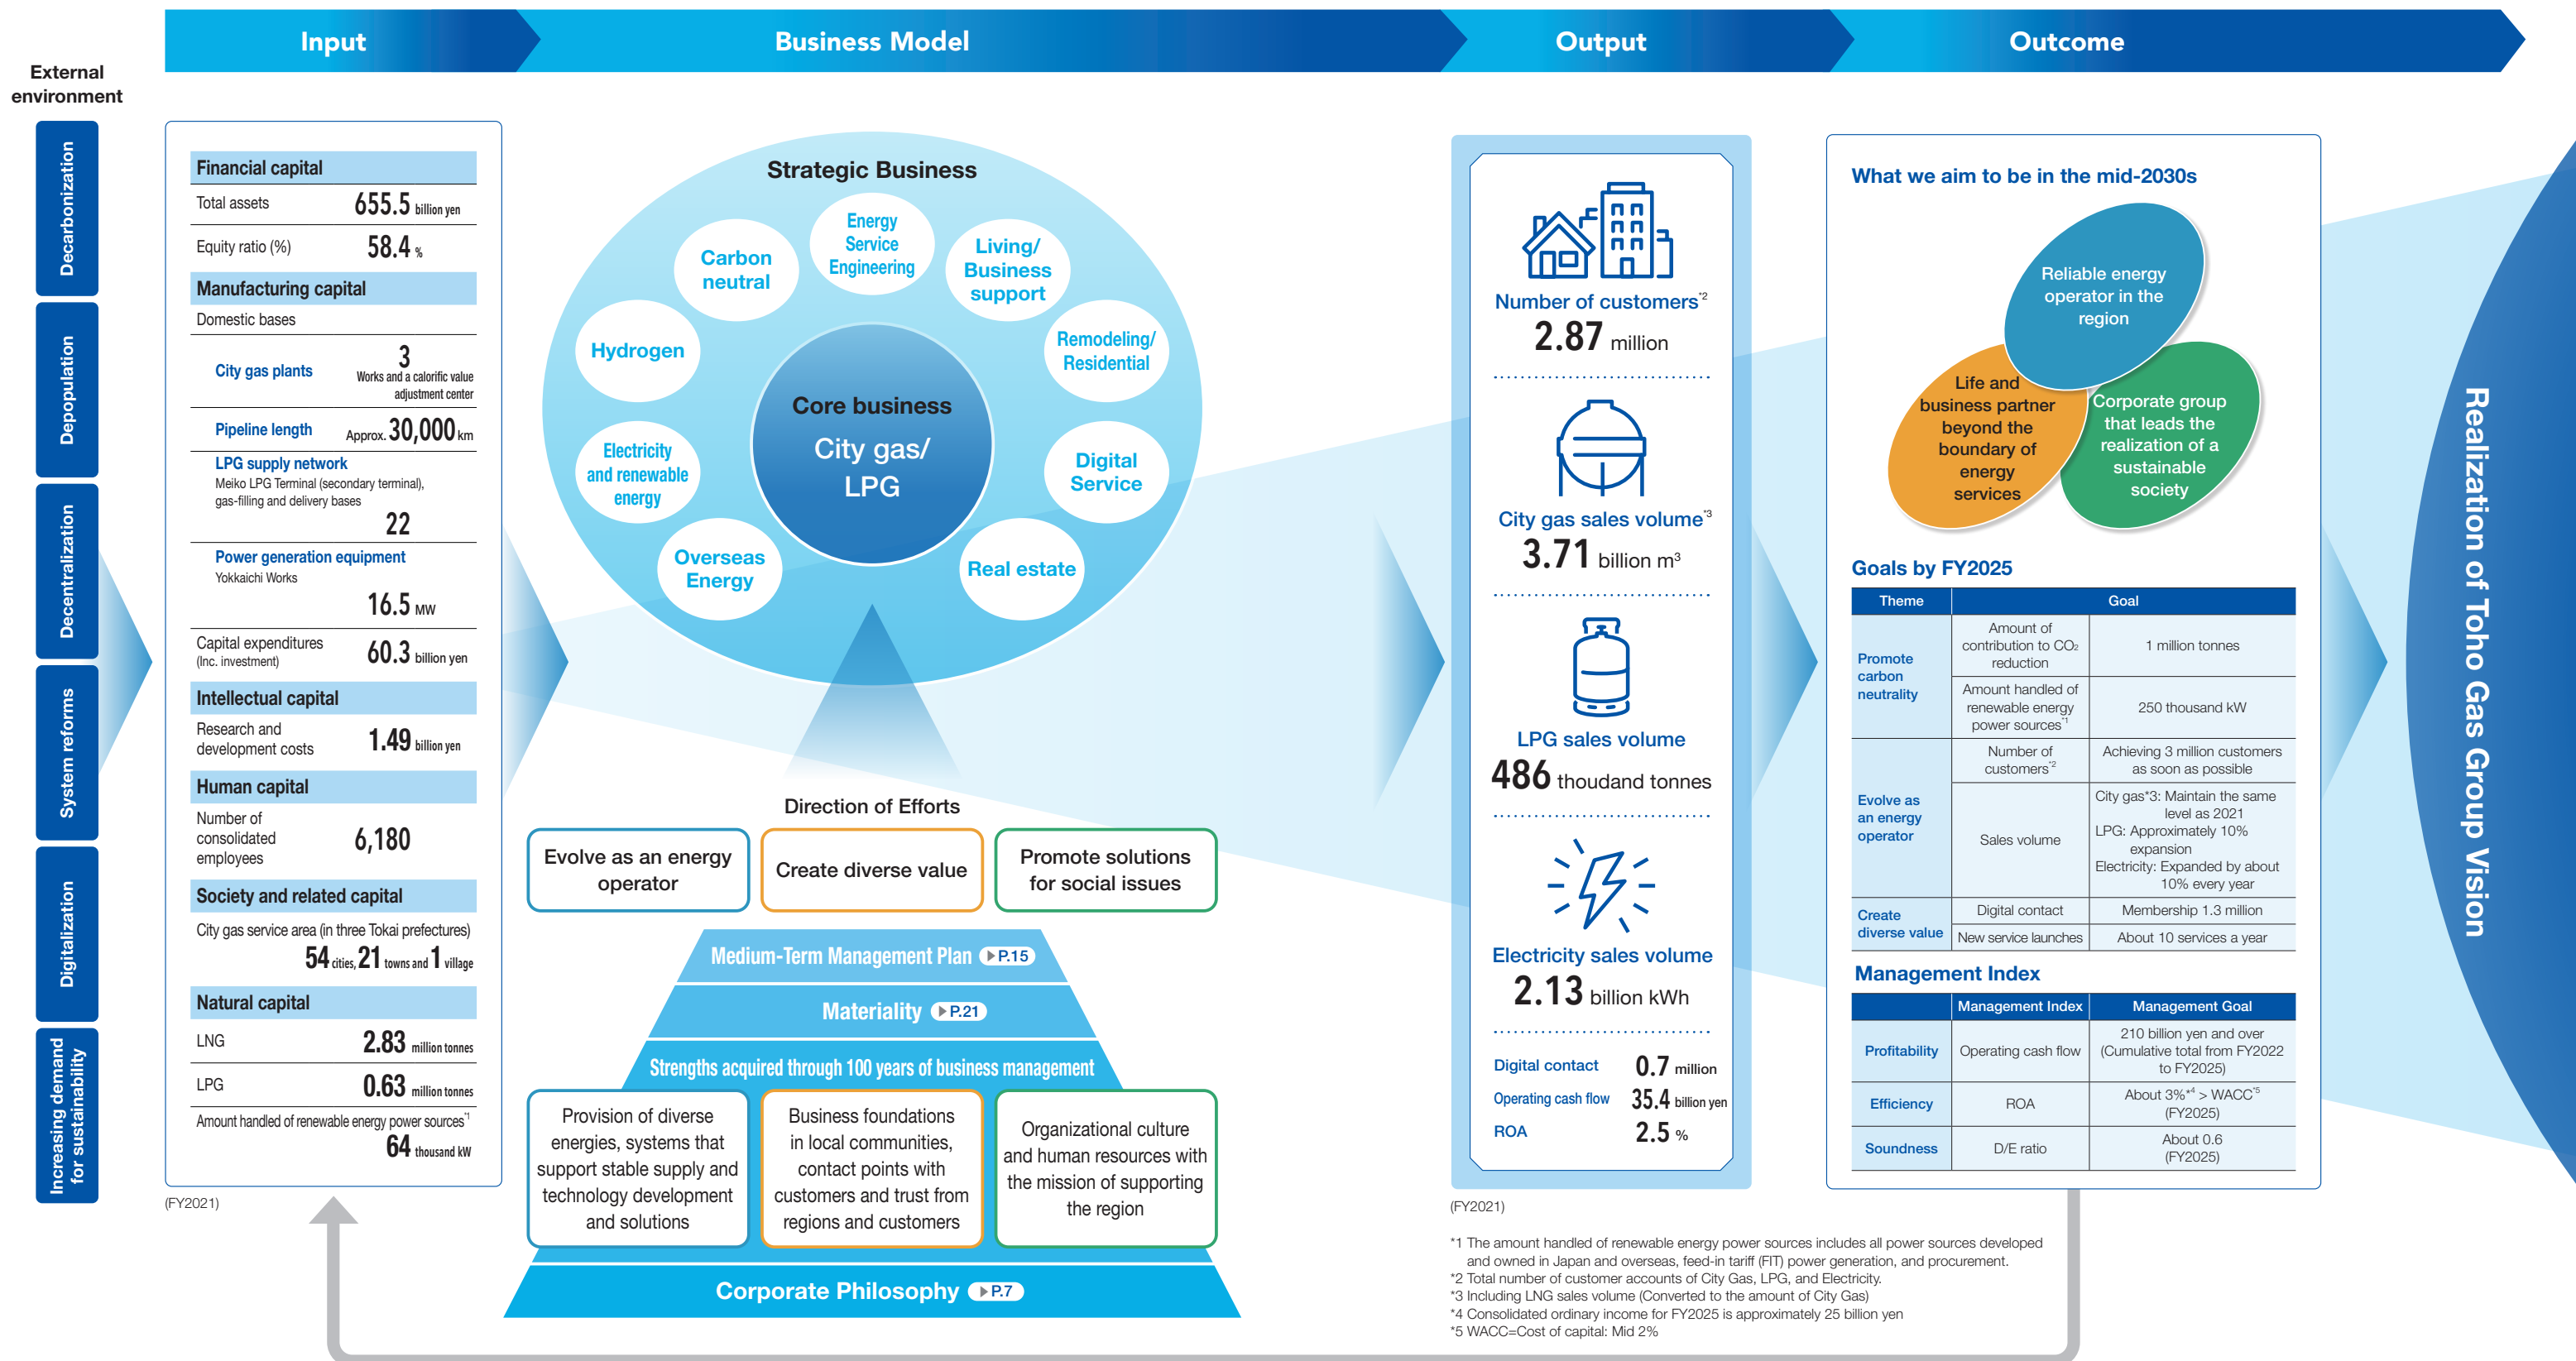 Input
Business Model
Output
Outcome
External
environment
Decarbonization
Depopulation
Decentralization
System reforms
Digitalization
Increasing demand
for sustainability
Financial capital
Total assets 655.5 billion yen
Equity ratio (%) 58.4 %
Manufacturing capital
Domestic bases
City gas plants 3
Works and a calorific value
adjustment center
Pipeline length Approx. 30,000 km
LPG supply network
Meiko LPG Terminal (secondary terminal),
gas-filling and delivery bases
22
Power generation equipment
Yokkaichi Works
16.5 MW
Capital expenditures
(Inc. investment) 60.3 billion yen
Intellectual capital
Research and
development costs 1.49 billion yen
Human capital
Number of
consolidated
employees 6,180
Society and related capital
City gas service area (in three Tokai prefectures)
54 cities, 21 towns and 1 village
Natural capital
LNG 2.83 million tonnes
LPG 0.63 million tonnes
Amount handled of renewable energy power sources*1
64 thousand kW
(FY2021)
Strategic Business
Energy
Service
Engineering
Carbon
neutral
Living/
Business
support
Hydrogen
Remodeling/
Residential
Core business
City gas/
LPG
Electricity
and renewable
energy
Digital
Service
Overseas
Energy
Real estate
Direction of Efforts
Evolve as an energy
operator
Create diverse value
Promote solutions
for social issues
Medium-Term Management Plan ▶P.15
Materiality ▶P.21
Strengths acquired through 100 years of business management
Provision of diverse
energies, systems that
support stable supply and
technology development
and solutions
Business foundations
in local communities,
contact points with
customers and trust from
regions and customers
Organizational culture
and human resources with
the mission of supporting
the region
Corporate Philosophy ▶P.7
Number of customers*2
2.87 million
City gas sales volume*3
3.71 billion m³
LPG sales volume
486 thoudand tonnes
Electricity sales volume
2.13 billion kWh
Digital contact 0.7 million
Operating cash flow 35.4 billion yen
ROA 2.5 %
(FY2021)
What we aim to be in the mid-2030s
Reliable energy
operator in the
region
Life and
business partner
beyond the
boundary of
energy
services
Corporate group
that leads the
realization of a
sustainable
society
Goals by FY2025
Theme Goal
Promote
carbon
neutrality
Amount of
contribution to CO₂
reduction
1 million tonnes
Amount handled of
renewable energy
power sources*1
250 thousand kW
Evolve as
an energy
operator
Number of
customers*2
Achieving 3 million customers
as soon as possible
Sales volume
City gas*3: Maintain the same
level as 2021
LPG: Approximately 10%
expansion
Electricity: Expanded by about
10% every year
Create
diverse value
Digital contact Membership 1.3 million
New service launches About 10 services a year
Management Index
Management Index Management Goal
Profitability Operating cash flow
210 billion yen and over
(Cumulative total from FY2022
to FY2025)
Efficiency ROA
About 3%*4 > WACC*5
(FY2025)
Soundness D/E ratio
About 0.6
(FY2025)
Realization of Toho Gas Group Vision
*1 The amount handled of renewable energy power sources includes all power sources developed
and owned in Japan and overseas, feed-in tariff (FIT) power generation, and procurement.
*2 Total number of customer accounts of City Gas, LPG, and Electricity.
*3 Including LNG sales volume (Converted to the amount of City Gas)
*4 Consolidated ordinary income for FY2025 is approximately 25 billion yen
*5 WACC=Cost of capital: Mid 2%